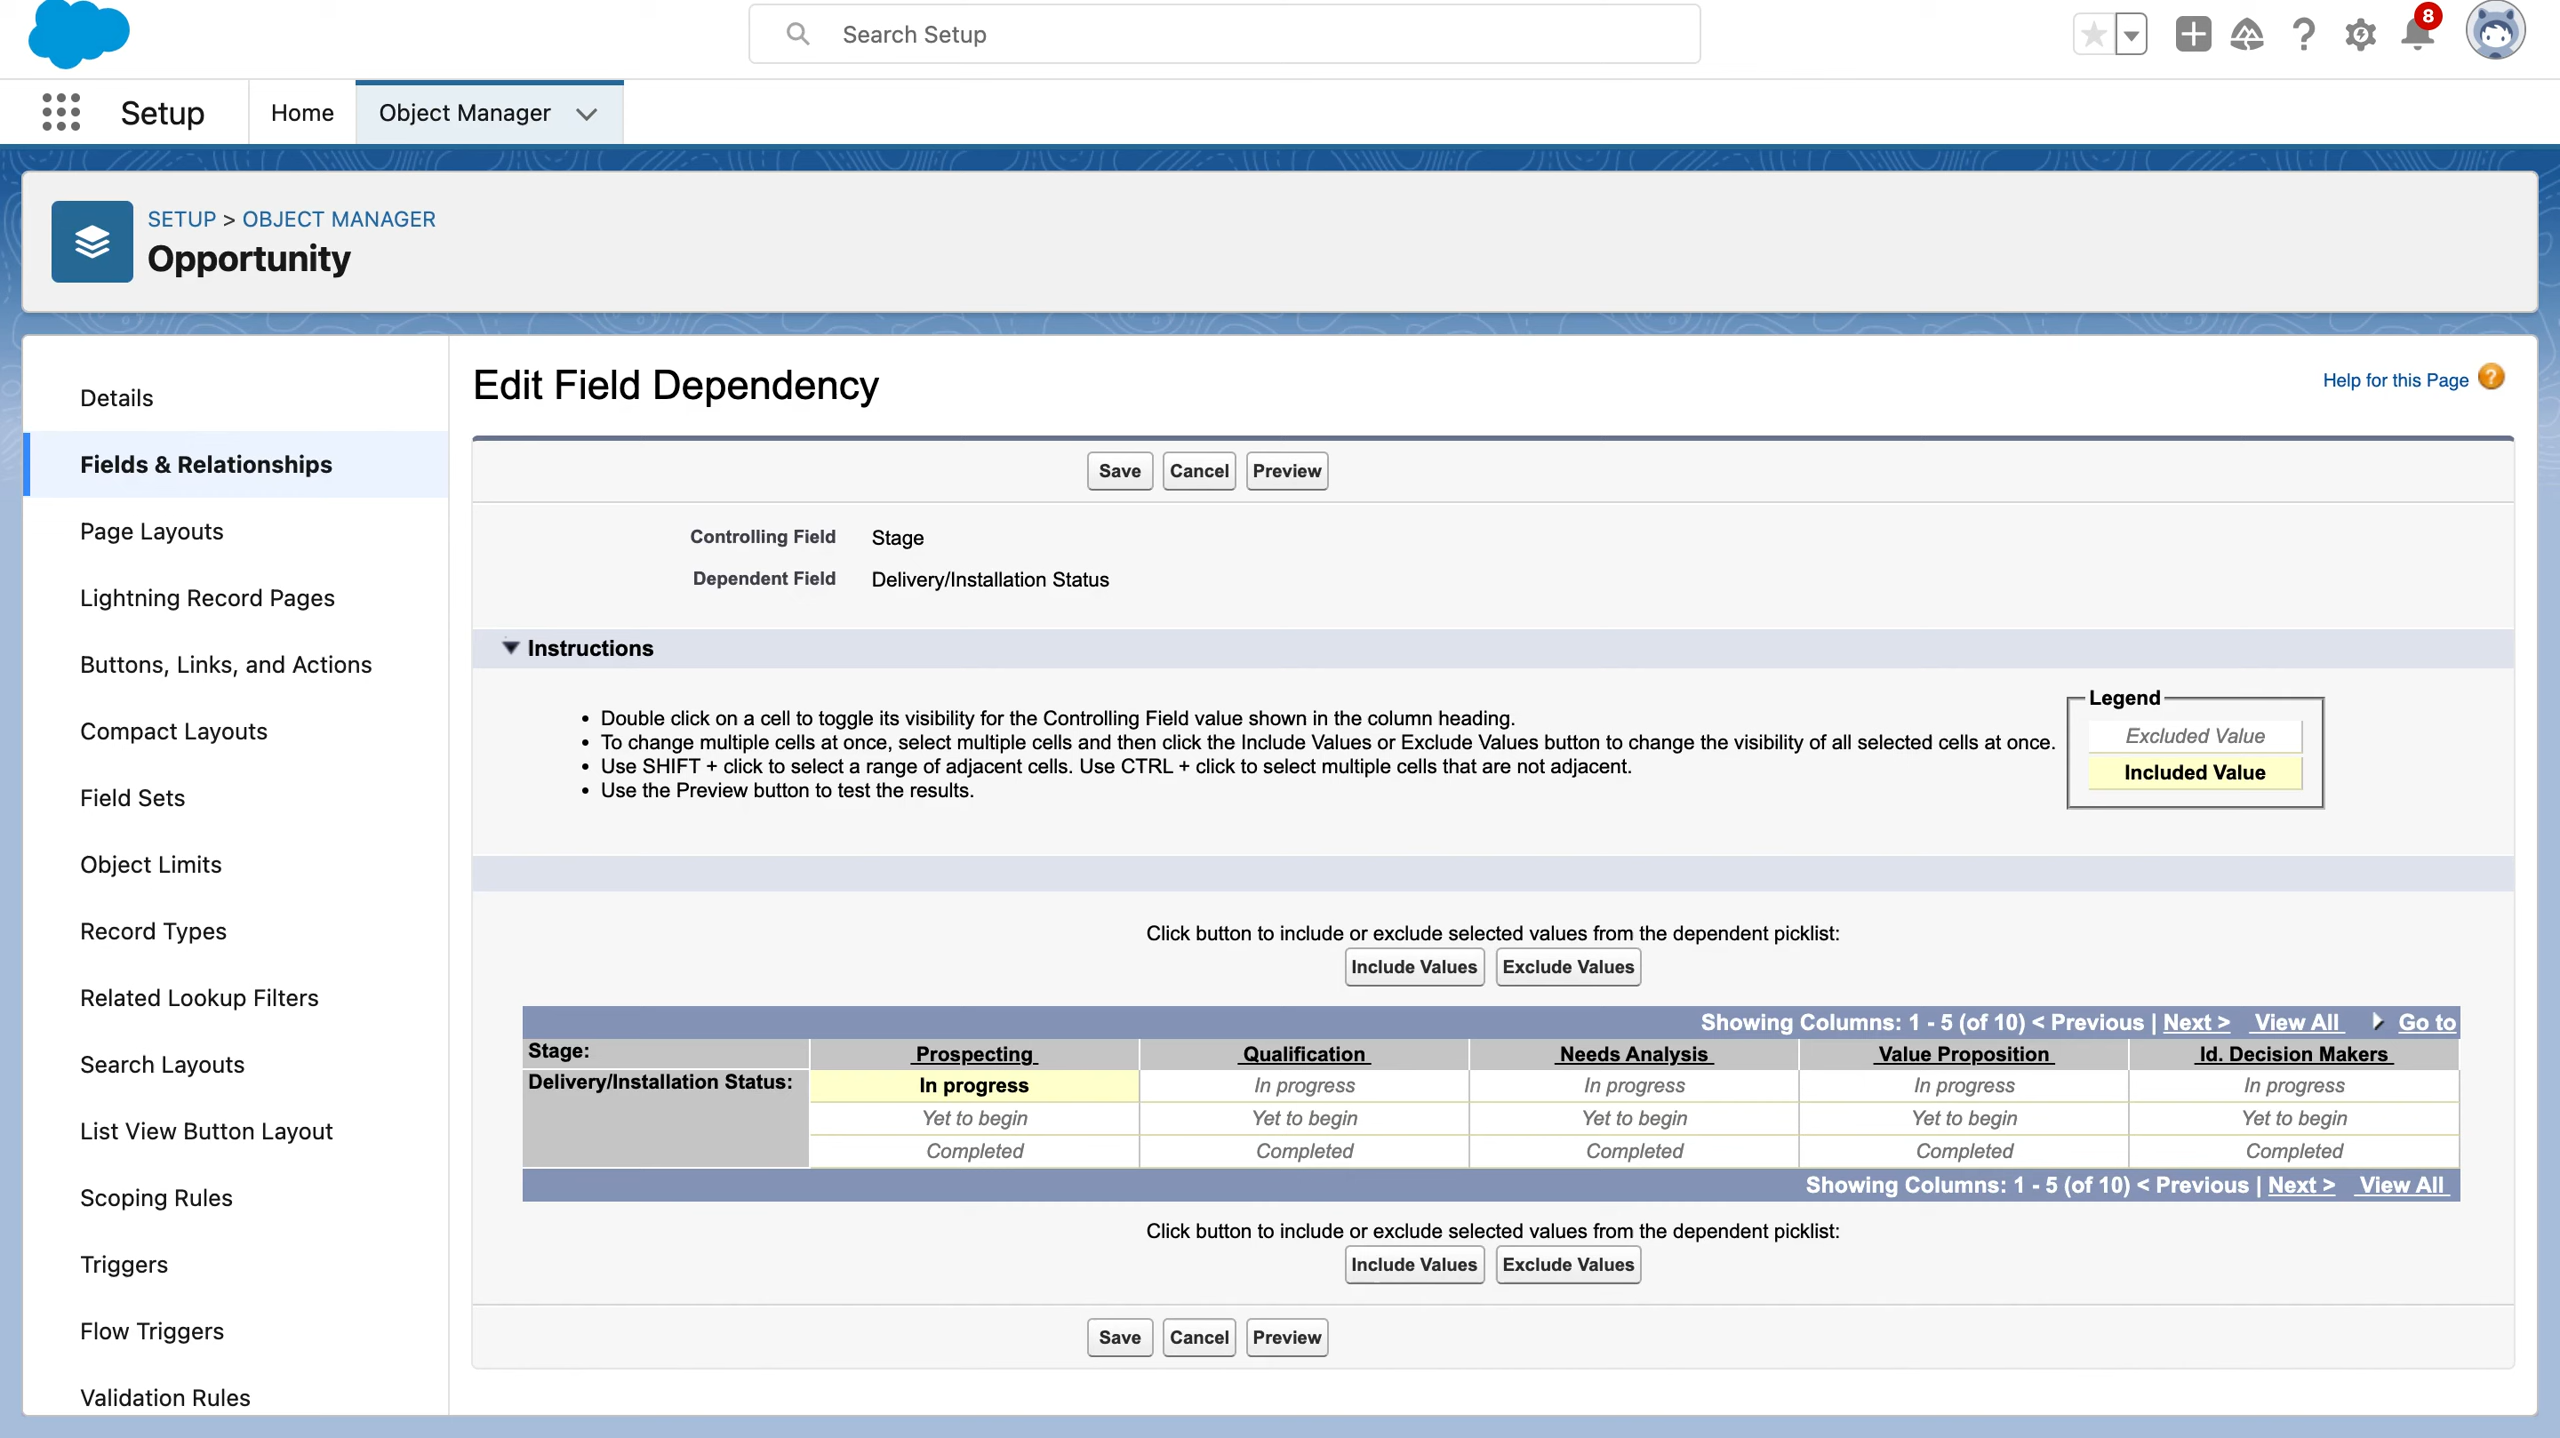 Search Setup
8
Setup
Home
Object Manager
SETUP > OBJECT MANAGER
Opportunity
Details
Fields & Relationships
Page Layouts
Lightning Record Pages
Buttons, Links, and Actions
Compact Layouts
Field Sets
Object Limits
Record Types
Related Lookup Filters
Search Layouts
List View Button Layout
Scoping Rules
Triggers
Flow Triggers
Validation Rules
Edit Field Dependency
Help for this Page ?
Save Cancel Preview
Controlling Field Stage
Dependent Field Delivery/Installation Status
Instructions
• Double click on a cell to toggle its visibility for the Controlling Field value shown in the column heading.
• To change multiple cells at once, select multiple cells and then click the Include Values or Exclude Values button to change the visibility of all selected cells at once.
• Use SHIFT + click to select a range of adjacent cells. Use CTRL + click to select multiple cells that are not adjacent.
• Use the Preview button to test the results.
Legend
Excluded Value
Included Value
Click button to include or exclude selected values from the dependent picklist:
Include Values Exclude Values
Showing Columns: 1 - 5 (of 10) < Previous | Next > View All Go to
Stage: Prospecting Qualification Needs Analysis Value Proposition Id. Decision Makers
Delivery/Installation Status: In progress In progress In progress In progress In progress
Yet to begin Yet to begin Yet to begin Yet to begin Yet to begin
Completed Completed Completed Completed Completed
Showing Columns: 1 - 5 (of 10) < Previous | Next > View All
Click button to include or exclude selected values from the dependent picklist:
Include Values Exclude Values
Save Cancel Preview